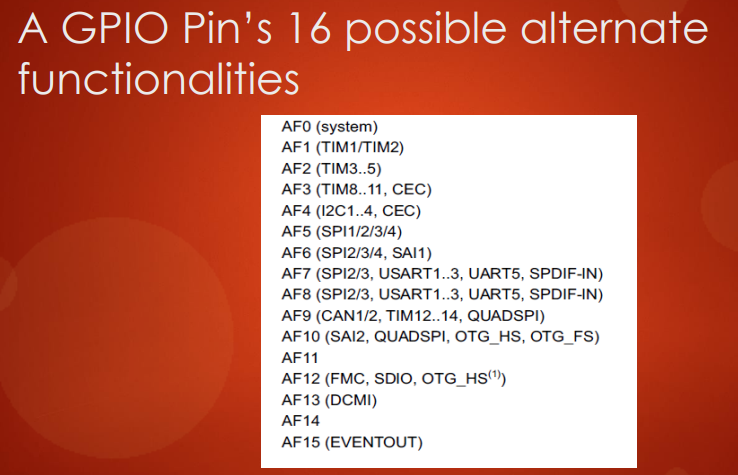 A GPIO Pin's 16 possible alternate
functionalities
AF0 (system)
AF1 (TIM1/TIM2)
AF2 (TIM3..5)
AF3 (TIM8..11, CEC)
AF4 (I2C1..4, CEC)
AF5 (SPI1/2/3/4)
AF6 (SPI2/3/4, SAI1)
AF7 (SPI2/3, USART1..3, UART5, SPDIF-IN)
AF8 (SPI2/3, USART1..3, UART5, SPDIF-IN)
AF9 (CAN1/2, TIM12..14, QUADSPI)
AF10 (SAI2, QUADSPI, OTG_HS, OTG_FS)
AF11
AF12 (FMC, SDIO, OTG_HS(1))
AF13 (DCMI)
AF14
AF15 (EVENTOUT)